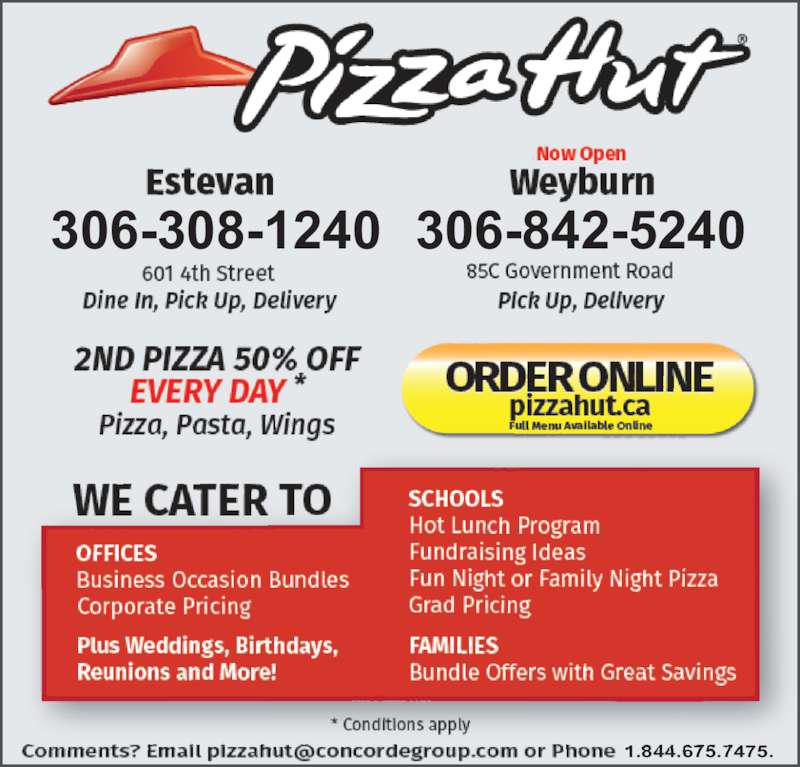 Pizza Hut®
Estevan
306-308-1240
601 4th Street
Dine In, Pick Up, Delivery
Now Open
Weyburn
306-842-5240
85C Government Road
Pick Up, Delivery
2ND PIZZA 50% OFF
EVERY DAY *
Pizza, Pasta, Wings
ORDER ONLINE
pizzahut.ca
Full Menu Available Online
WE CATER TO
OFFICES
Business Occasion Bundles
Corporate Pricing
Plus Weddings, Birthdays,
Reunions and More!
SCHOOLS
Hot Lunch Program
Fundraising Ideas
Fun Night or Family Night Pizza
Grad Pricing
FAMILIES
Bundle Offers with Great Savings
* Conditions apply
Comments? Email pizzahut@concordegroup.com or Phone 1.844.675.7475.